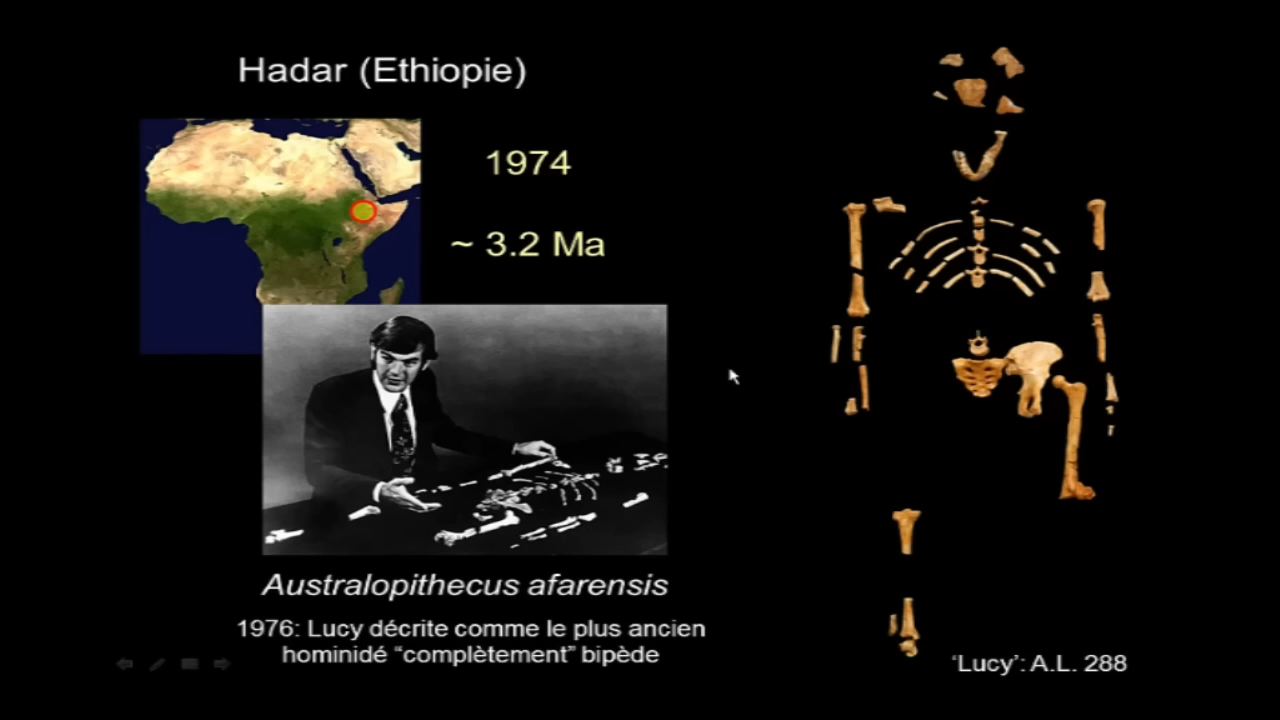 Hadar (Ethiopie)
1974
~ 3.2 Ma
Australopithecus afarensis
1976: Lucy décrite comme le plus ancien
hominidé “complètement” bipède
‘Lucy’: A.L. 288